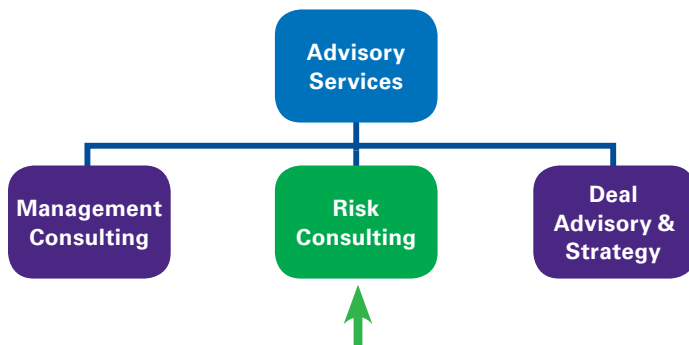 Advisory
Services
Management
Consulting
Risk
Consulting
Deal
Advisory &
Strategy